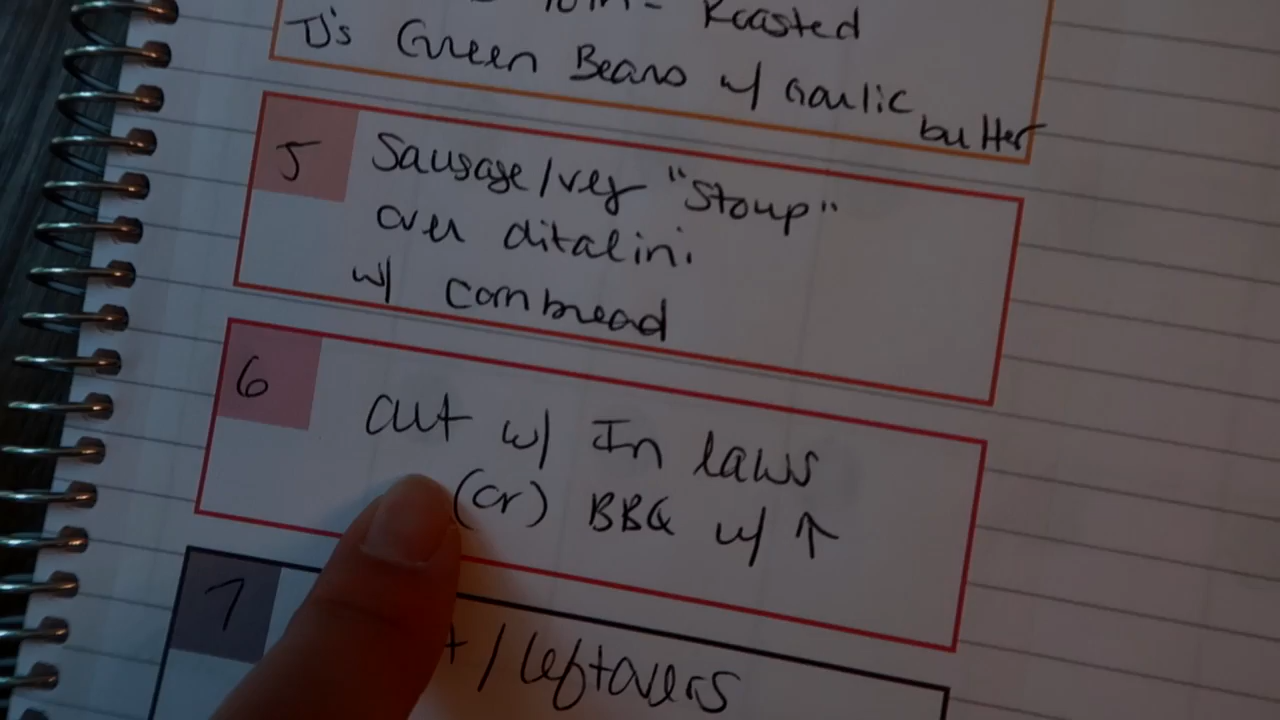 Roasted
TJ's Green Beans w/ Garlic
butter
5
Sausage/veg "Stoup"
over ditalini
w/ cornbread
6
out w/ In laws
(or) BBQ w/ ↑
7
/ leftovers